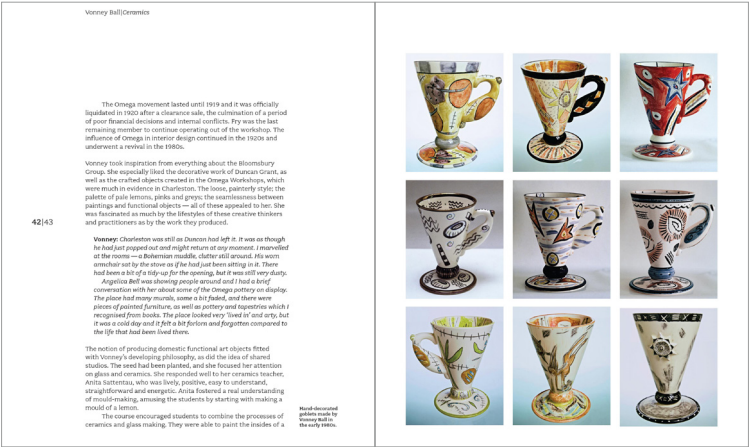 Vonney Ball|Ceramics
The Omega movement lasted until 1919 and it was officially
liquidated in 1920 after a clearance sale, the culmination of a period
of poor financial decisions and internal conflicts. Fry was the last
remaining member to continue operating out of the workshop. The
influence of Omega in interior design continued in the 1920s and
underwent a revival in the 1980s.
Vonney took inspiration from everything about the Bloomsbury
Group. She especially liked the decorative work of Duncan Grant, as
well as the crafted objects created in the Omega Workshops, which
were much in evidence in Charleston. The loose, painterly style; the
palette of pale lemons, pinks and greys; the seamlessness between
paintings and functional objects — all of these appealed to her. She
was fascinated as much by the lifestyles of these creative thinkers
and practitioners as by the work they produced.
42|43
Vonney: Charleston was still as Duncan had left it. It was as though
he had just popped out and might return at any moment. I marvelled
at the rooms — a Bohemian muddle, clutter still around. His worn
armchair sat by the stove as if he had just been sitting in it. There
had been a bit of a tidy-up for the opening, but it was still very dusty.
Angelica Bell was showing people around and I had a brief
conversation with her about some of the Omega pottery on display.
The place had many murals, some a bit faded, and there were
pieces of painted furniture, as well as pottery and tapestries which I
recognised from books. The place looked very 'lived in' and arty, but
it was a cold day and it felt a bit forlorn and forgotten compared to
the life that had been lived there.
The notion of producing domestic functional art objects fitted
with Vonney's developing philosophy, as did the idea of shared
studios. The seed had been planted, and she focused her attention
on glass and ceramics. She responded well to her ceramics teacher,
Anita Sattentau, who was lively, positive, easy to understand,
straightforward and energetic. Anita fostered a real understanding
of mould-making, amusing the students by starting with making a
mould of a lemon.
The course encouraged students to combine the processes of
ceramics and glass making. They were able to paint the insides of a
Hand-decorated
goblets made by
Vonney Ball in
the early 1980s.